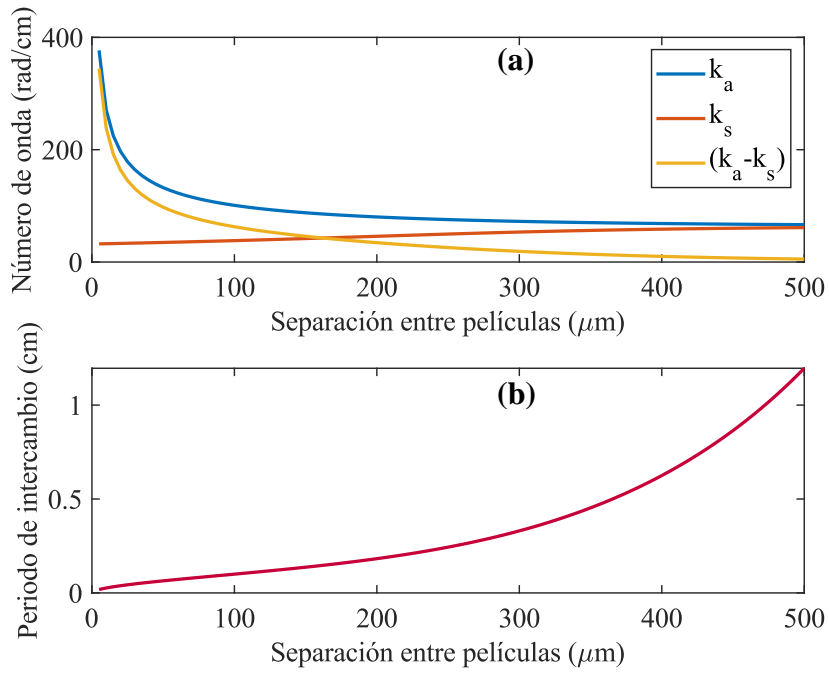 (a)
k_a
k_s
(k_a-k_s)
Número de onda (rad/cm)
400
200
0
0 100 200 300 400 500
Separación entre películas (μm)
(b)
Periodo de intercambio (cm)
1
0.5
0
0 100 200 300 400 500
Separación entre películas (μm)